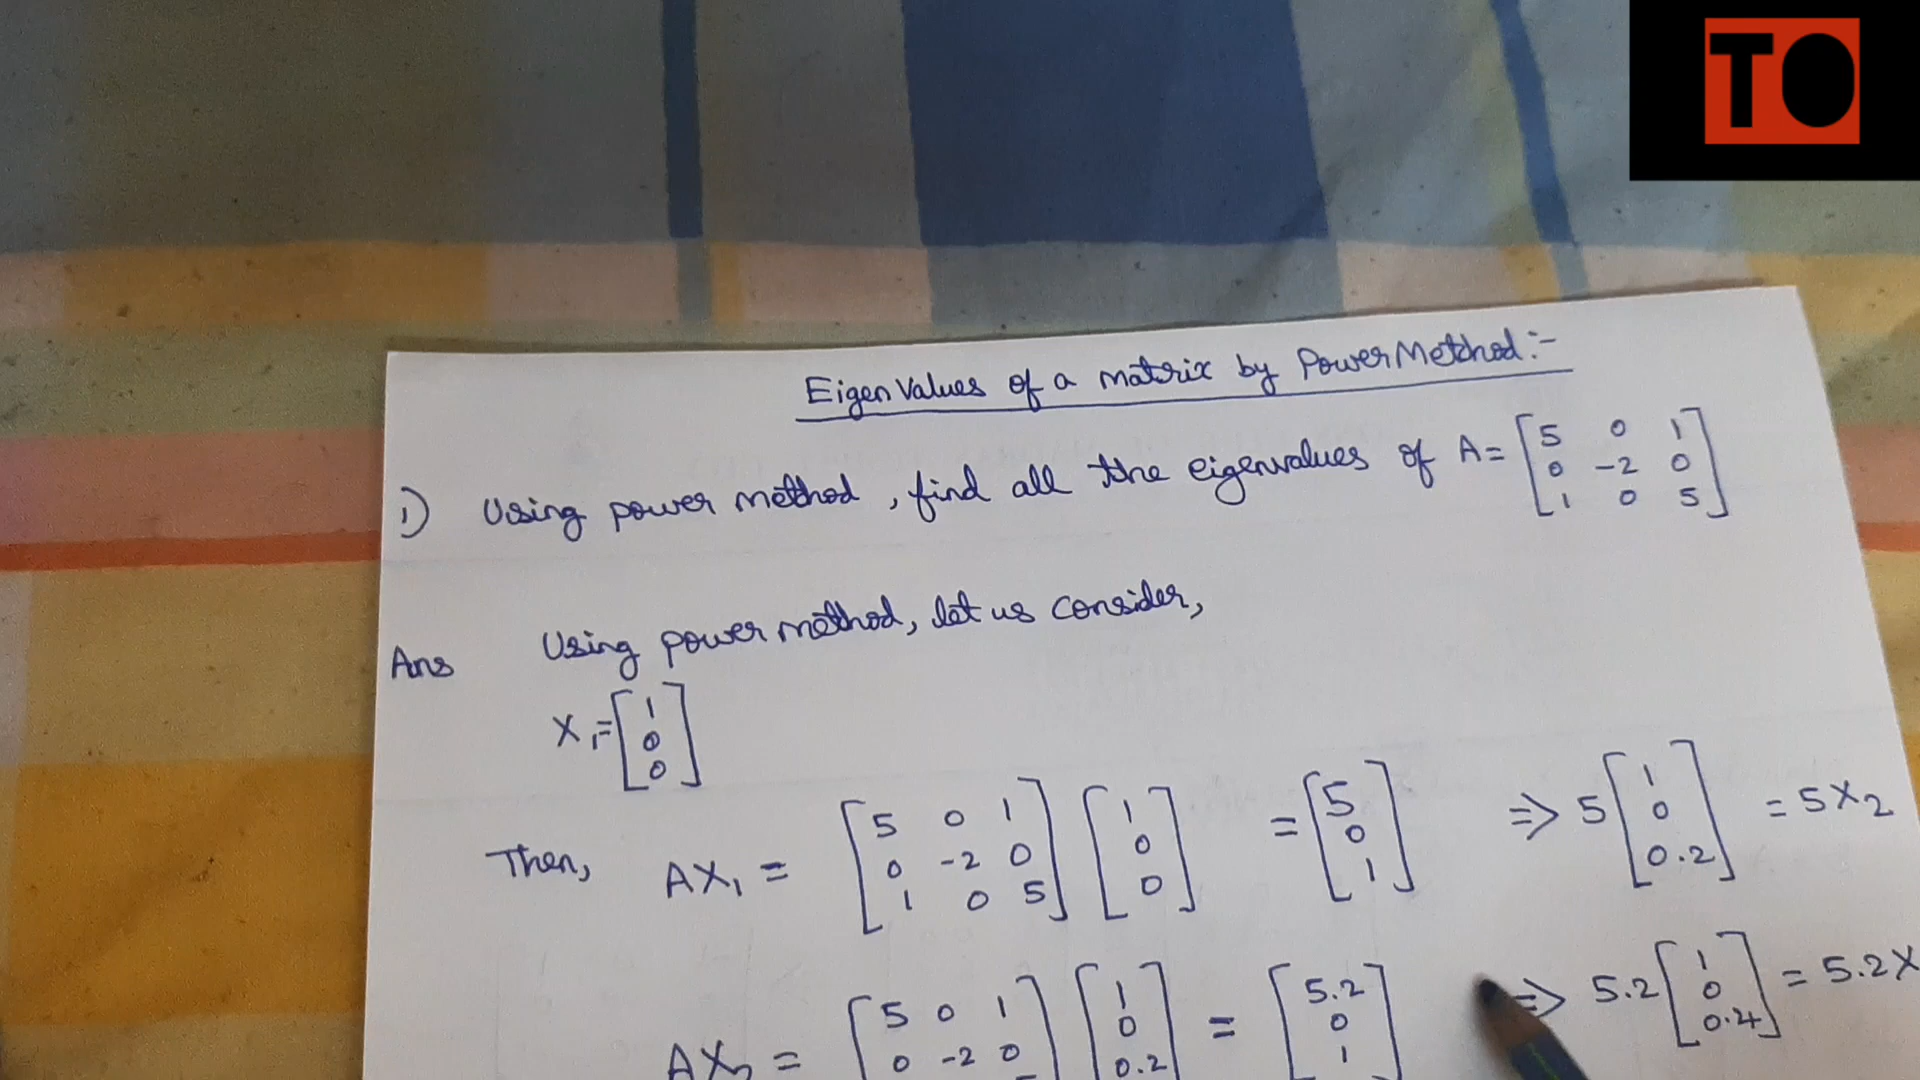 TO
Eigen Values of a matrix by Power Method:-
1) Using power method, find all the eigenvalues of A = [5 0 1
0 -2 0
1 0 5]
Ans Using power method, let us consider,
X1 = [1
0
0]
Then, AX1 = [5 0 1
0 -2 0
1 0 5] [1
0
0] = [5
0
1] => 5 [1
0
0.2] = 5X2
AX2 = [5 0 1
0 -2 0 [1
0
0.2 = [5.2
0
1 => 5.2 [1
0
0.4] = 5.2X